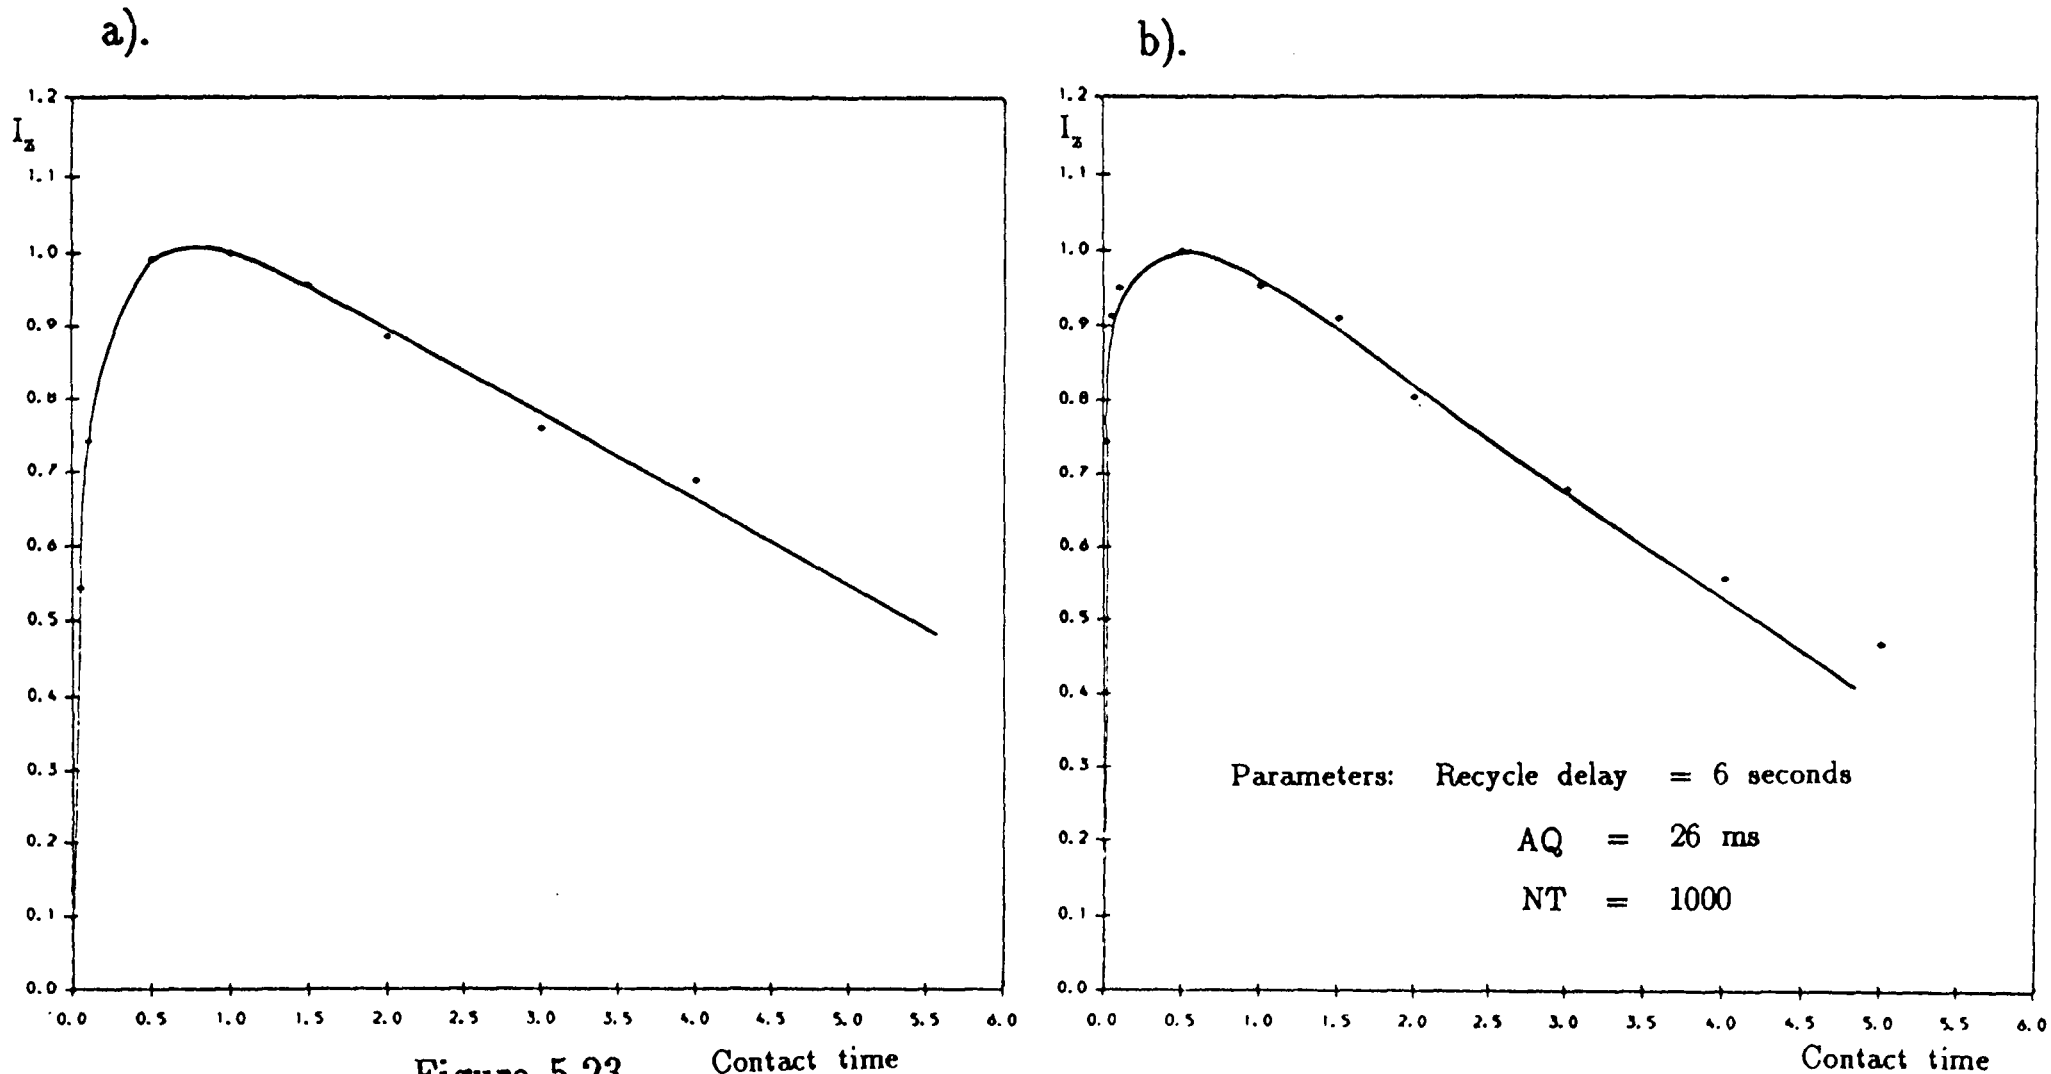 a).
1.2
I_z
1.1
1.0
0.9
0.8
0.7
0.6
0.5
0.4
0.3
0.2
0.1
0.0
0.0 0.5 1.0 1.5 2.0 2.5 3.0 3.5 4.0 4.5 5.0 5.5 6.0
Contact time
Figure 5.23
b).
1.2
I_z
1.1
1.0
0.9
0.8
0.7
0.6
0.5
0.4
0.3
0.2
0.1
0.0
Parameters: Recycle delay = 6 seconds
AQ = 26 ms
NT = 1000
0.0 0.5 1.0 1.5 2.0 2.5 3.0 3.5 4.0 4.5 5.0 5.5 6.0
Contact time